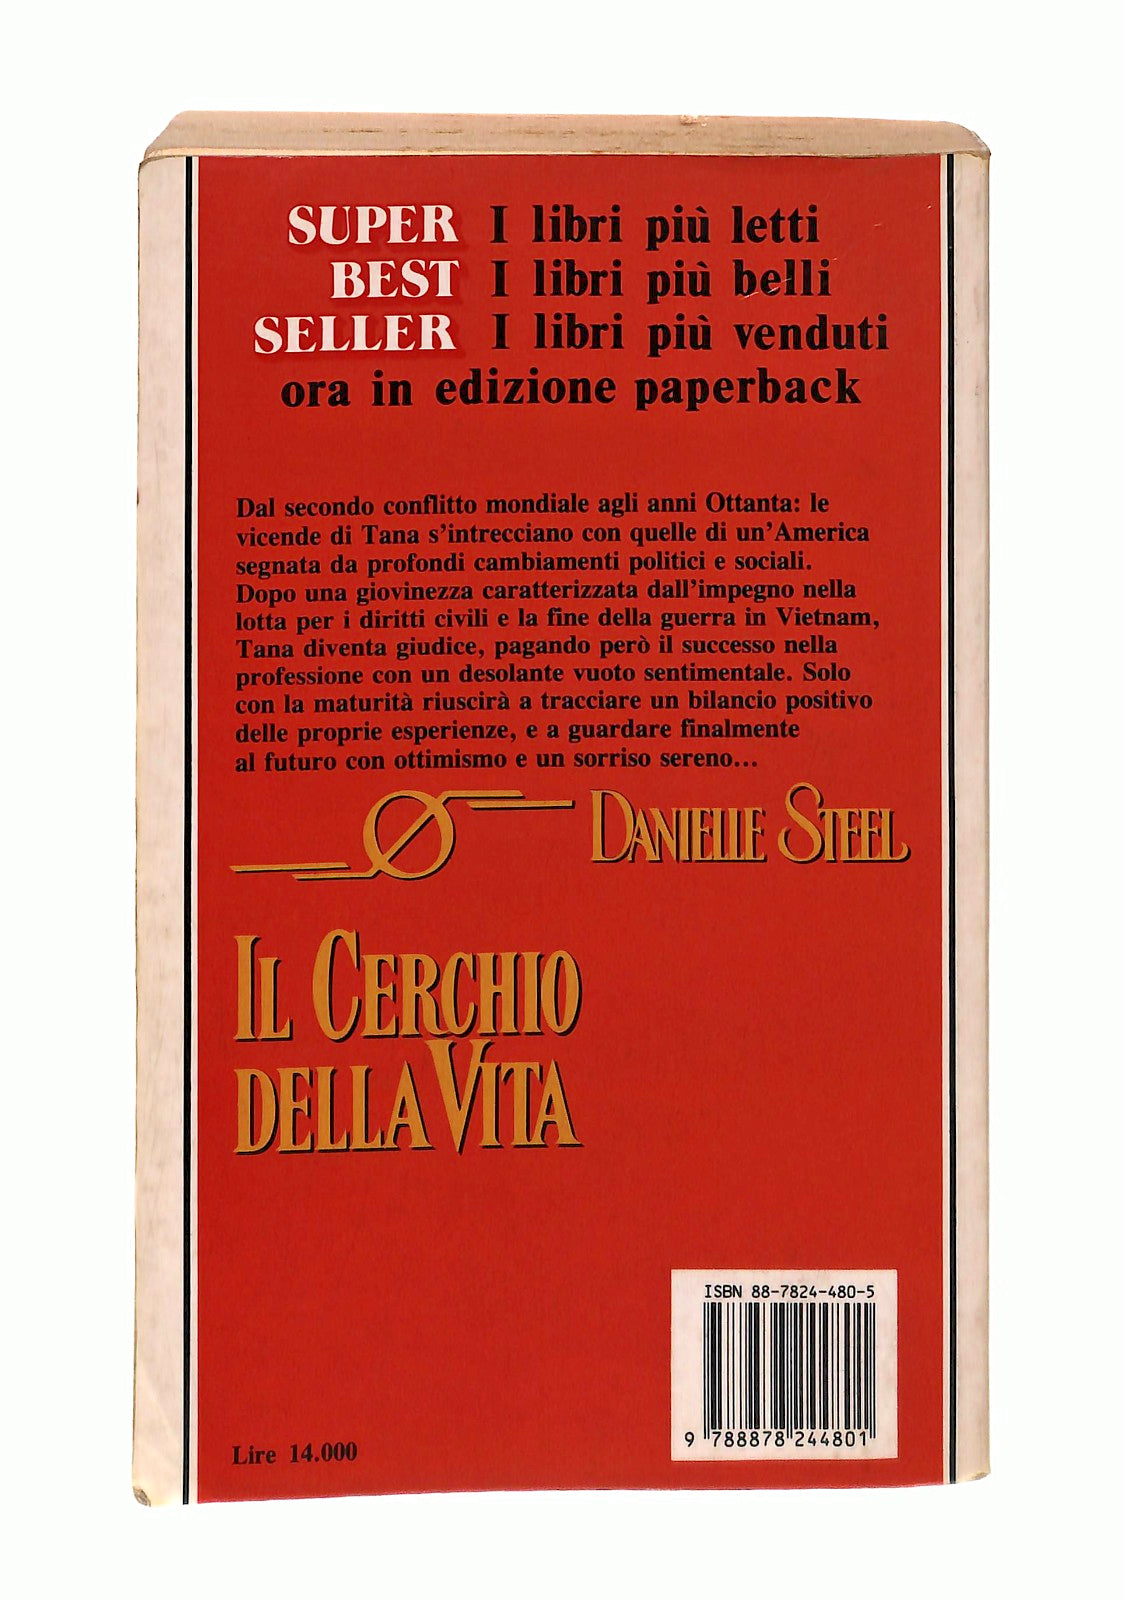 SUPER I libri più letti
BEST I libri più belli
SELLER I libri più venduti
ora in edizione paperback
Dal secondo conflitto mondiale agli anni Ottanta: le
vicende di Tana s'intrecciano con quelle di un'America
segnata da profondi cambiamenti politici e sociali.
Dopo una giovinezza caratterizzata dall'impegno nella
lotta per i diritti civili e la fine della guerra in Vietnam,
Tana diventa giudice, pagando però il successo nella
professione con un desolante vuoto sentimentale. Solo
con la maturità riuscirà a tracciare un bilancio positivo
delle proprie esperienze, e a guardare finalmente
al futuro con ottimismo e un sorriso sereno...
DANIELLE STEEL
IL CERCHIO
DELLA VITA
ISBN 88-7824-480-5
9 788878 244801
Lire 14.000